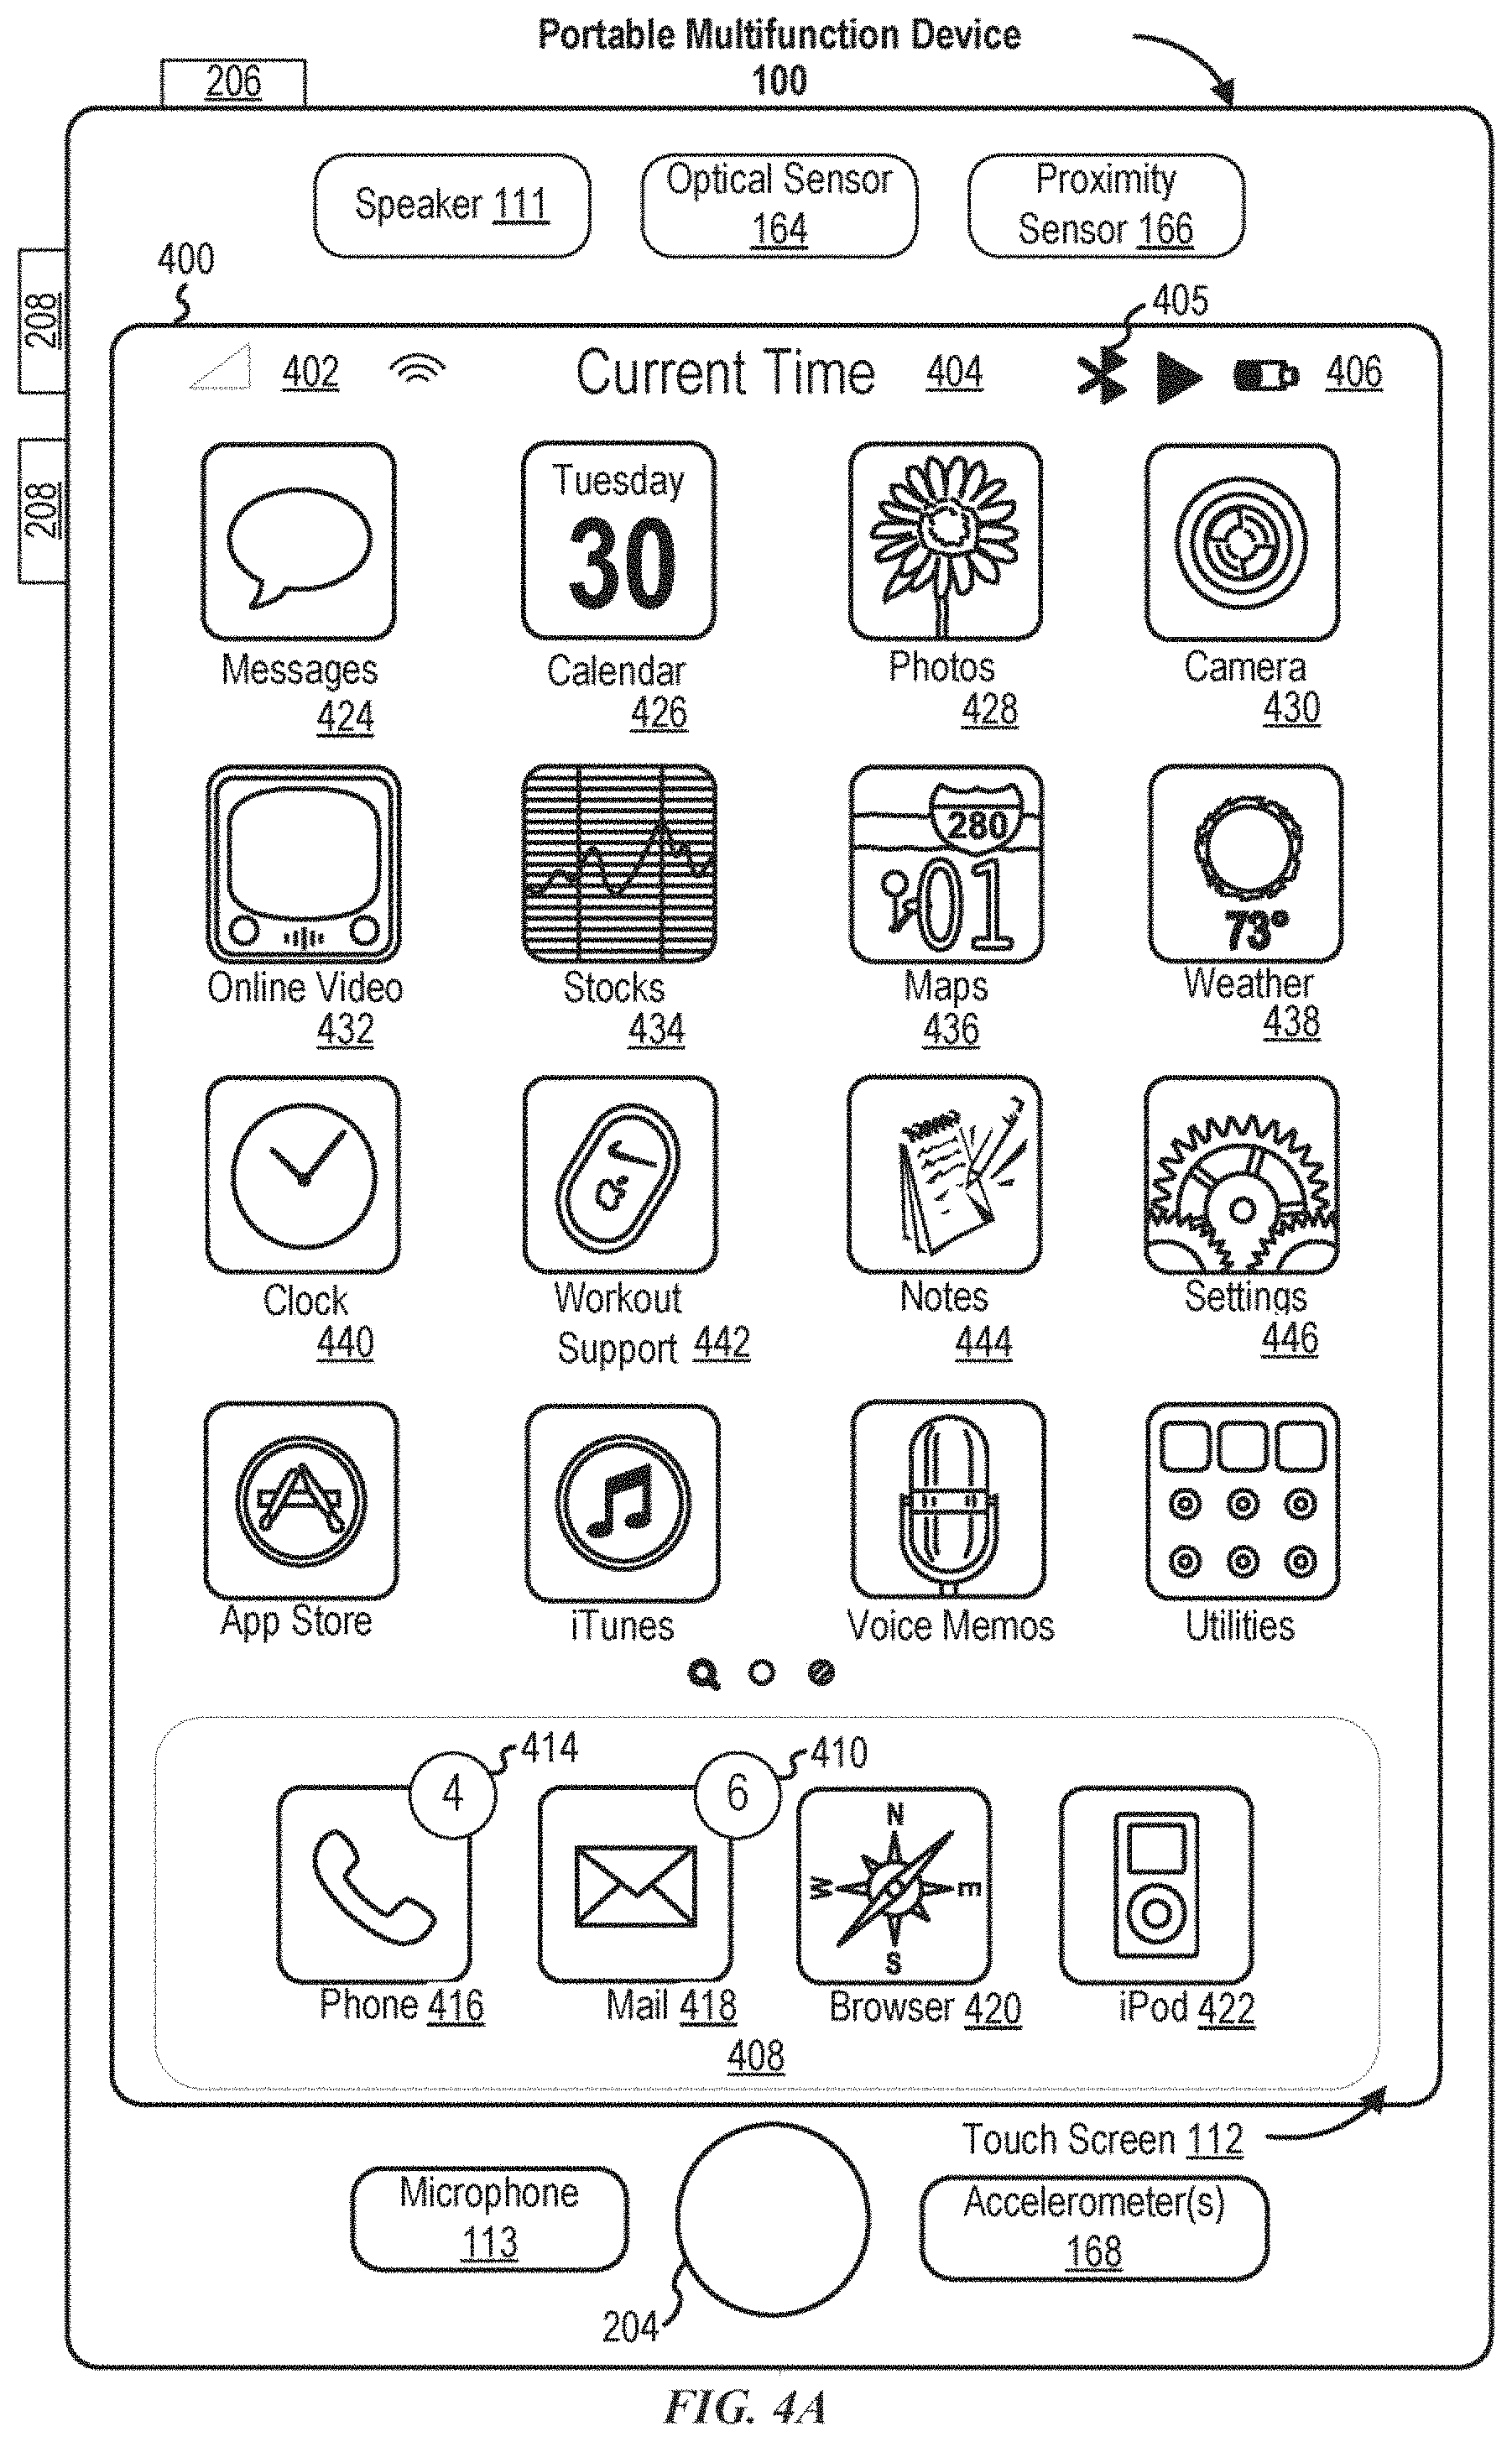 Portable Multifunction Device
100
206
Speaker 111
Optical Sensor
164
Proximity
Sensor 166
208
400
405
402
Current Time 404
406
208
Tuesday
30
Messages
424
Calendar
426
Photos
428
Camera
430
280
01
73°
Online Video
432
Stocks
434
Maps
436
Weather
438
Clock
440
Workout
Support 442
Notes
444
Settings
446
App Store
iTunes
Voice Memos
Utilities
4
414
6
410
N
W
E
S
Phone 416
Mail 418
Browser 420
iPod 422
408
Touch Screen 112
Microphone
113
Accelerometer(s)
168
204
FIG. 4A